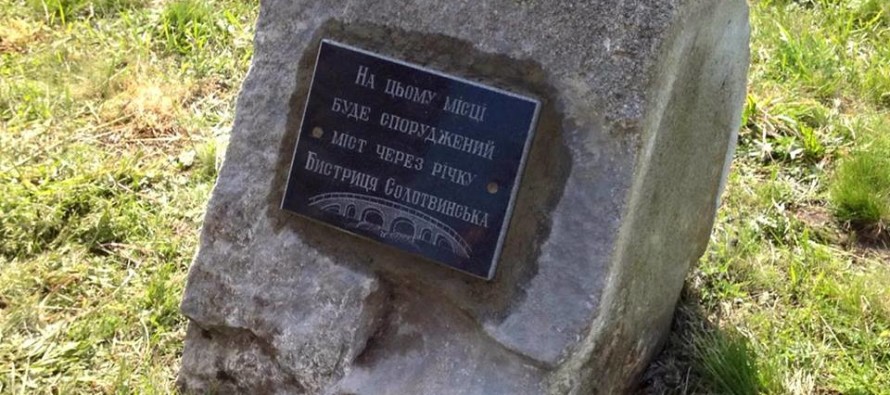 На цьому місці
буде споруджений
міст через річку
Бистриця Солотвинська